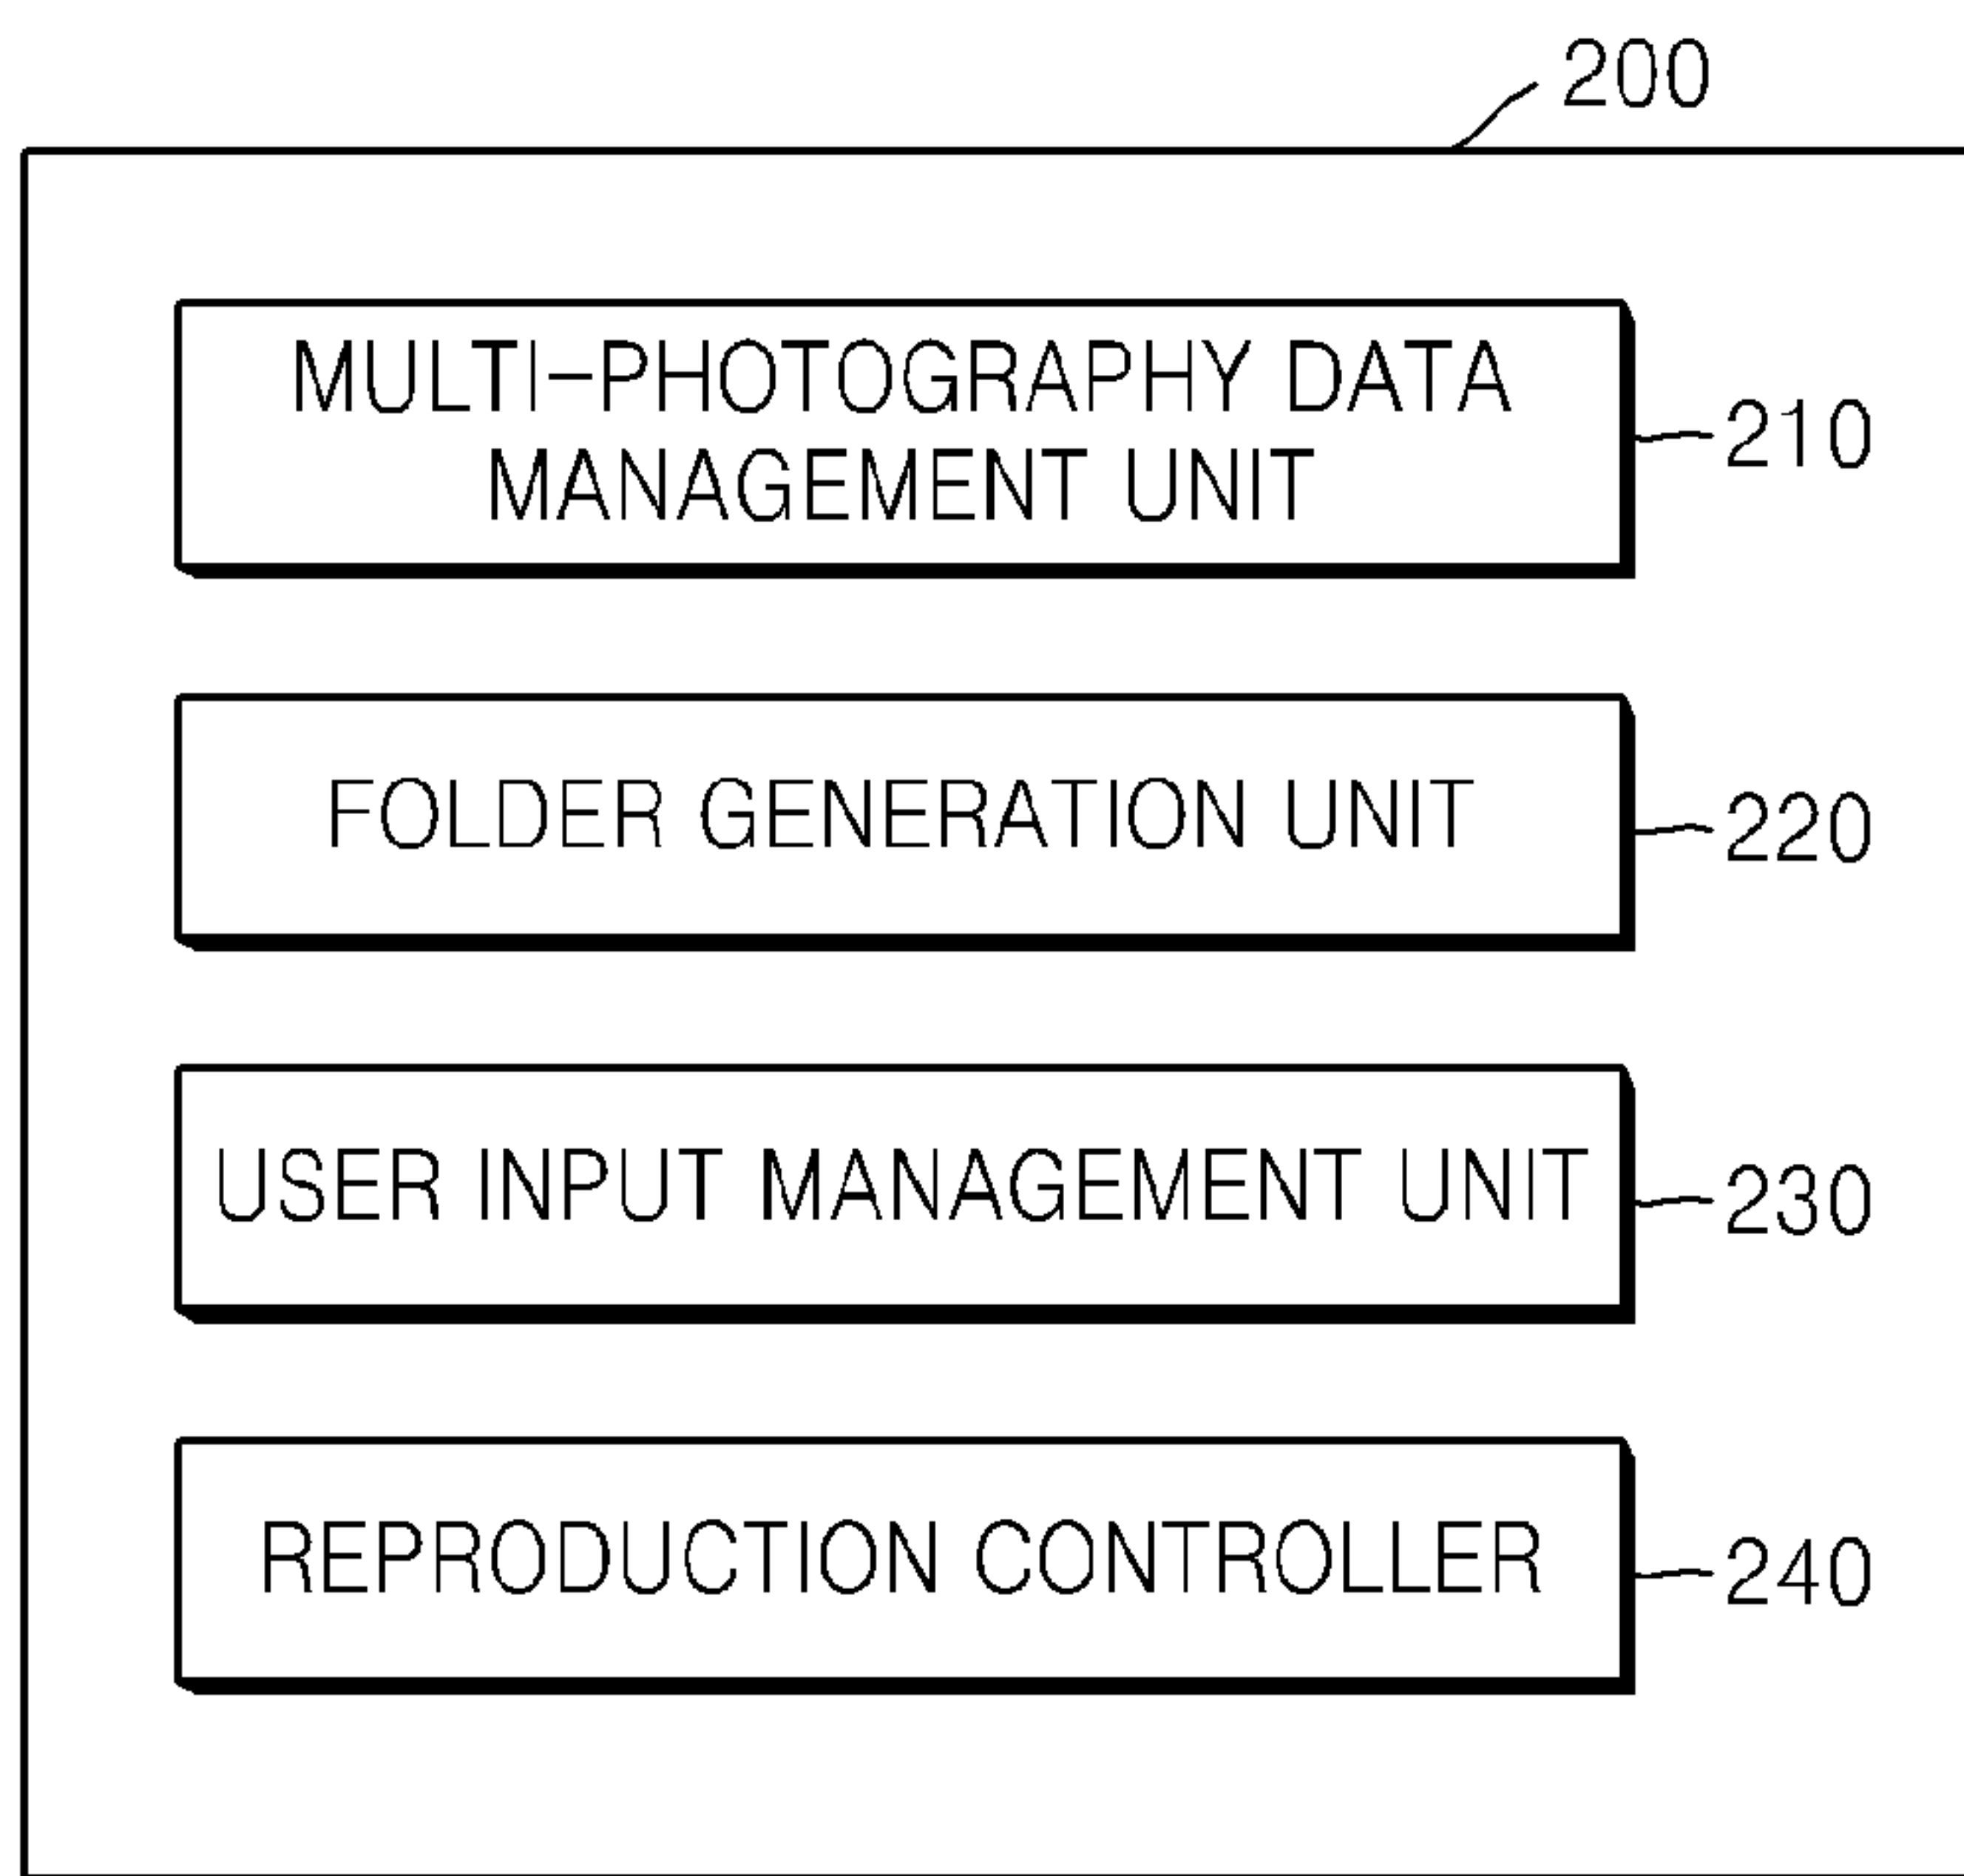 200
MULTI-PHOTOGRAPHY DATA
MANAGEMENT UNIT
210
FOLDER GENERATION UNIT
220
USER INPUT MANAGEMENT UNIT
230
REPRODUCTION CONTROLLER
240